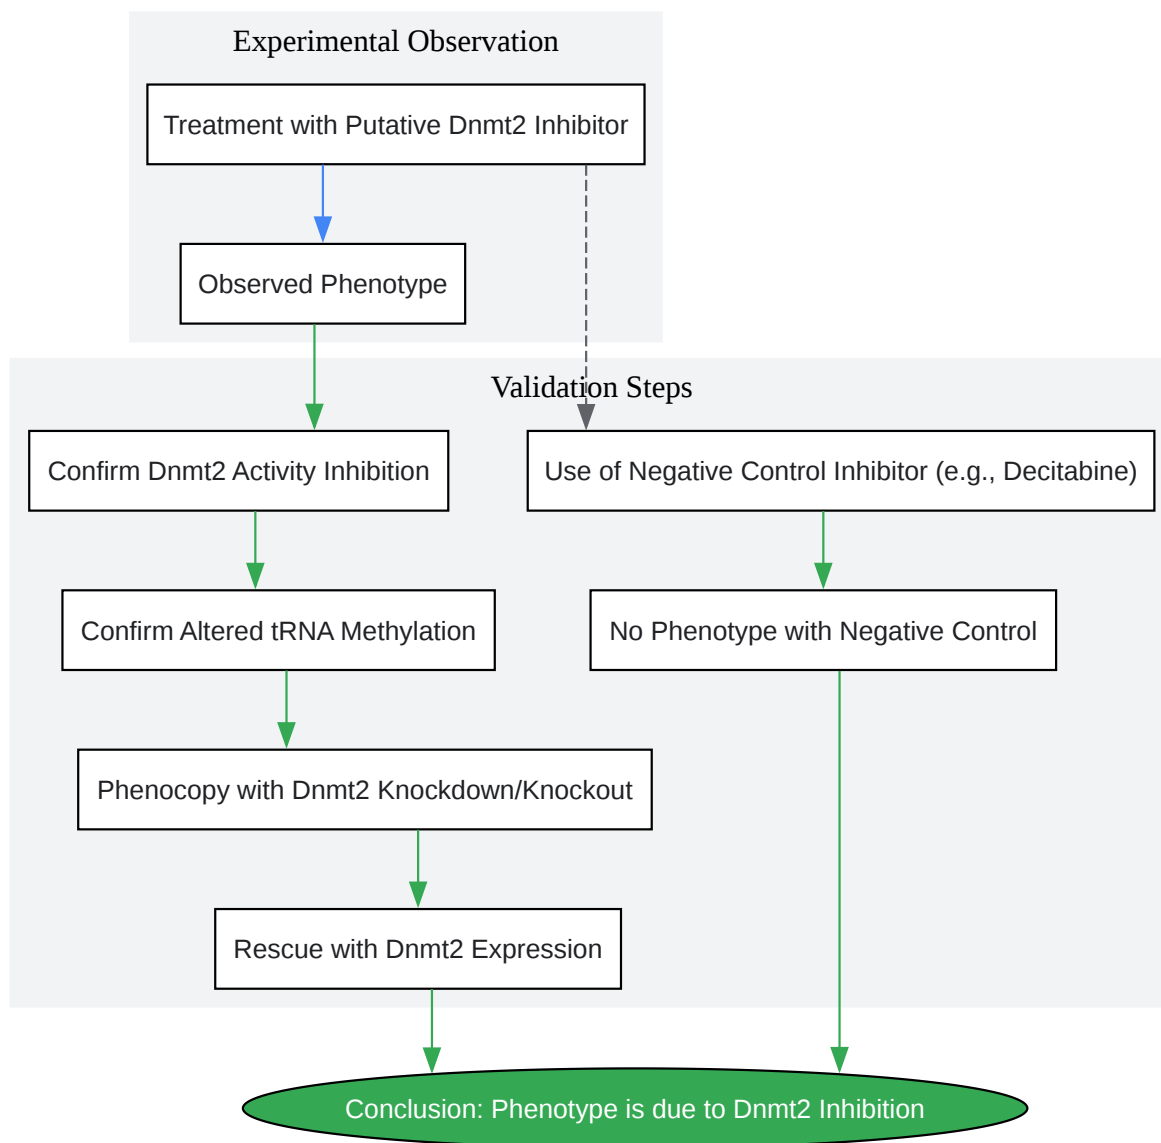 Experimental Observation
Treatment with Putative Dnmt2 Inhibitor
Observed Phenotype
Validation Steps
Confirm Dnmt2 Activity Inhibition
Use of Negative Control Inhibitor (e.g., Decitabine)
Confirm Altered tRNA Methylation
No Phenotype with Negative Control
Phenocopy with Dnmt2 Knockdown/Knockout
Rescue with Dnmt2 Expression
Conclusion: Phenotype is due to Dnmt2 Inhibition